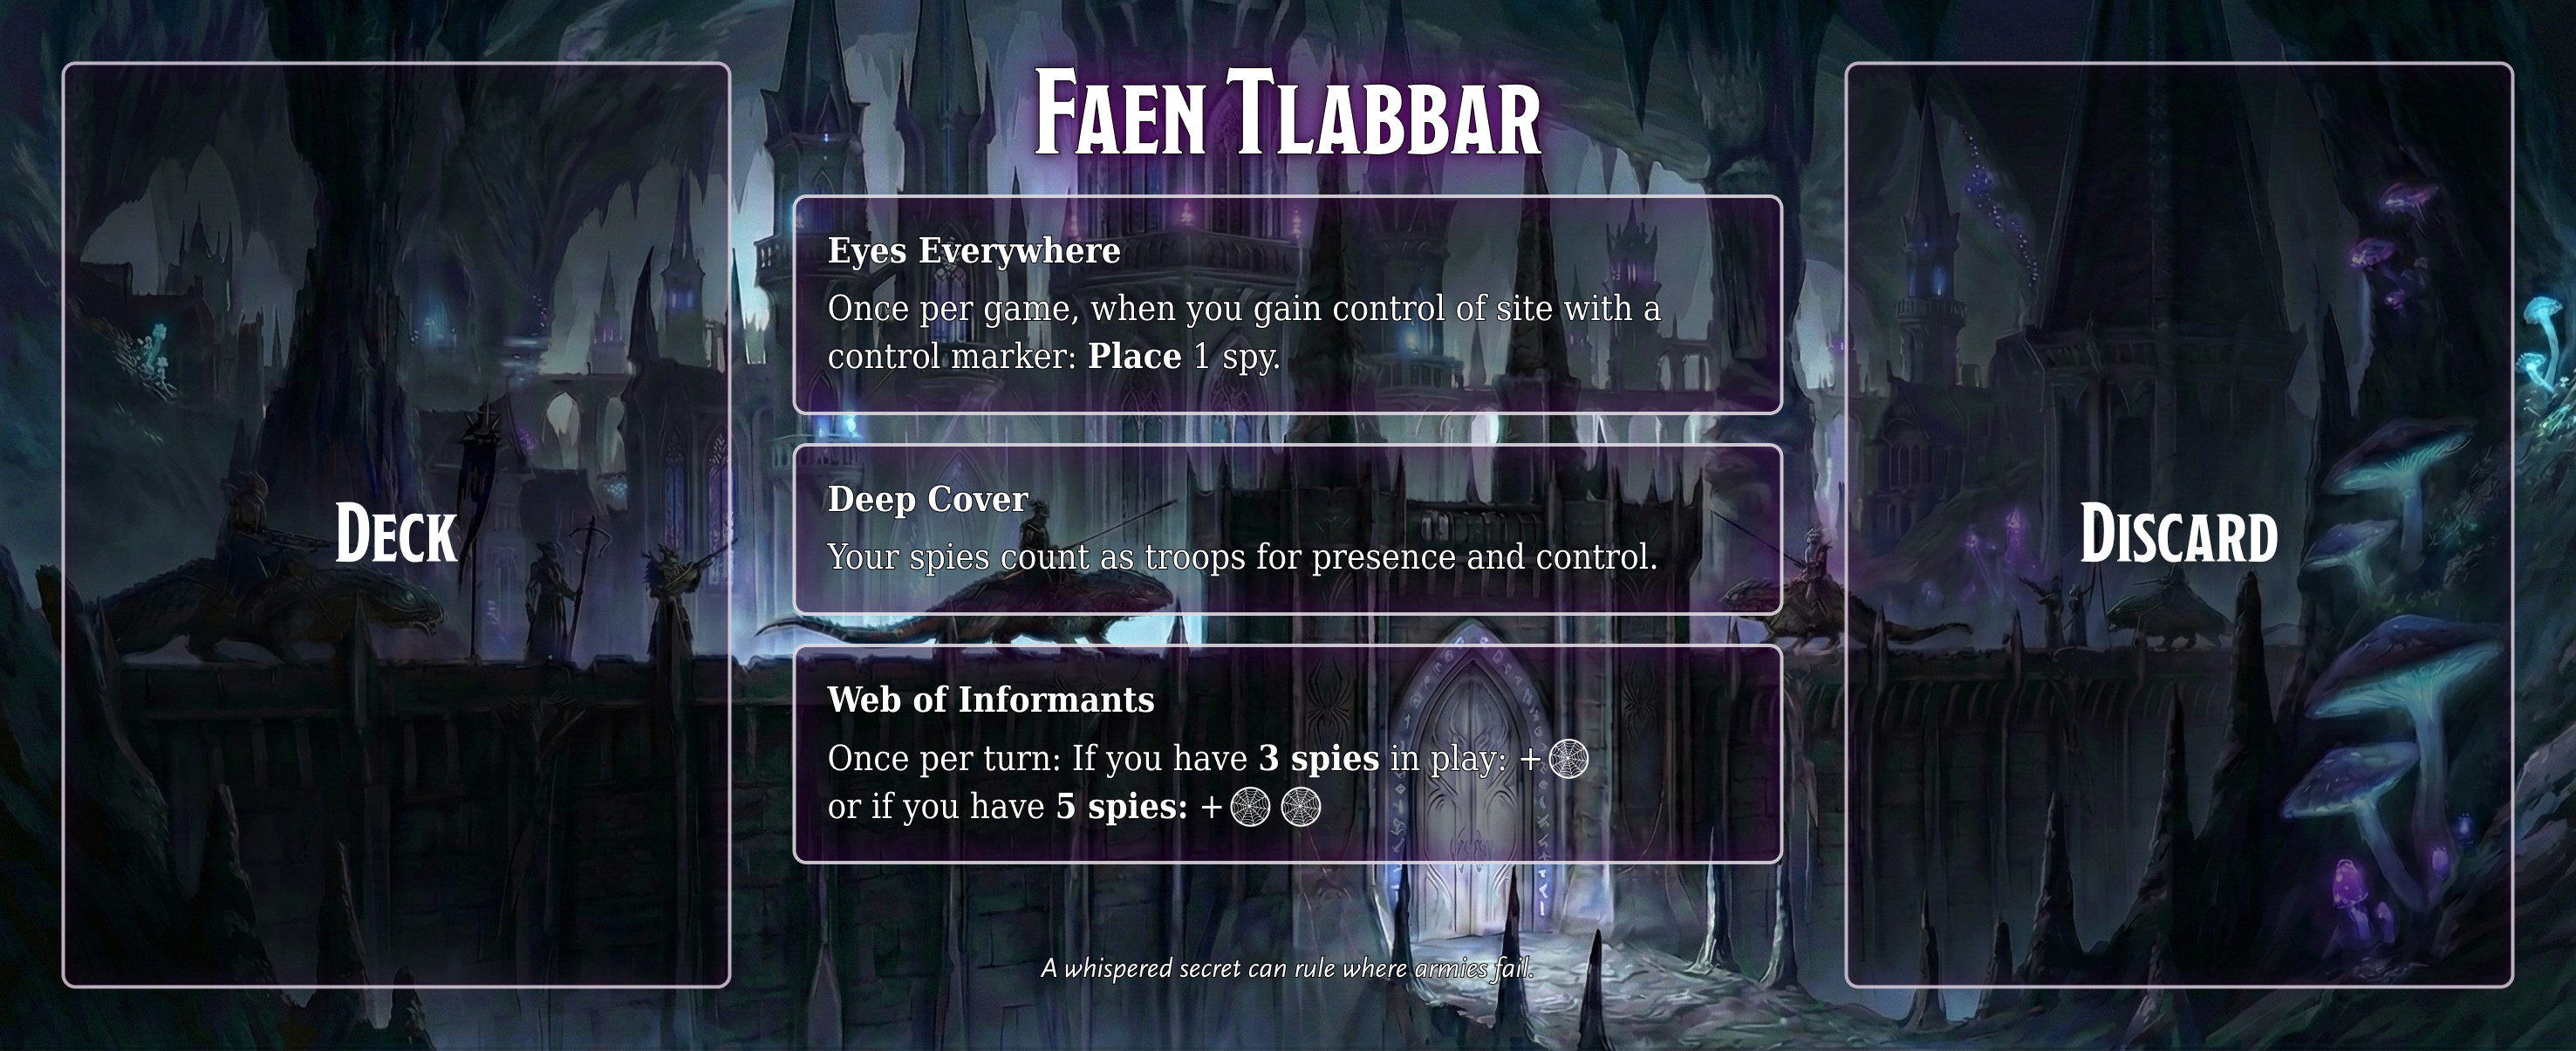 Faen Tlabbar
Eyes Everywhere
Once per game, when you gain control of site with a
control marker: Place 1 spy.
Deck
Deep Cover
Your spies count as troops for presence and control.
Discard
Web of Informants
Once per turn: If you have 3 spies in play: +
or if you have 5 spies: +
A whispered secret can rule where armies fail.